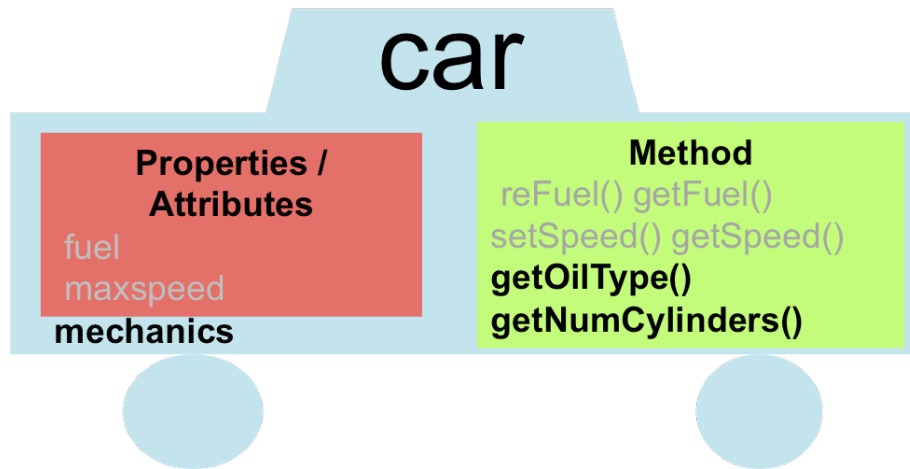 car
Properties /
Attributes
fuel
maxspeed
mechanics
Method
reFuel() getFuel()
setSpeed() getSpeed()
getOilType()
getNumCylinders()